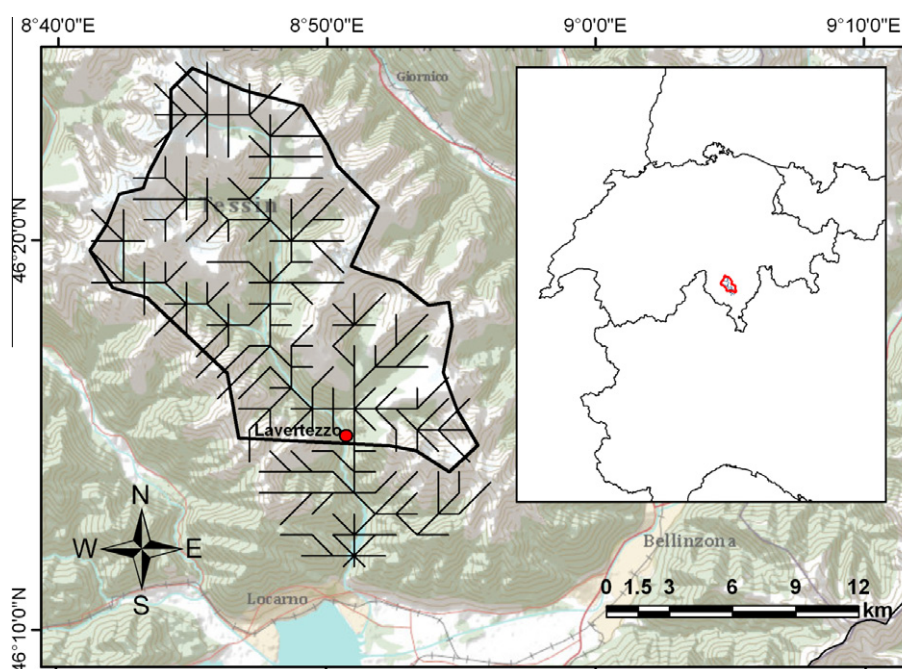 8°40'0"E 8°50'0"E 9°0'0"E 9°10'0"E
Giornico
Tessin
46°20'0"N
Lavertezzo
N
W E
S
Bellinzona
Locarno
0 1.5 3 6 9 12
km
46°10'0"N